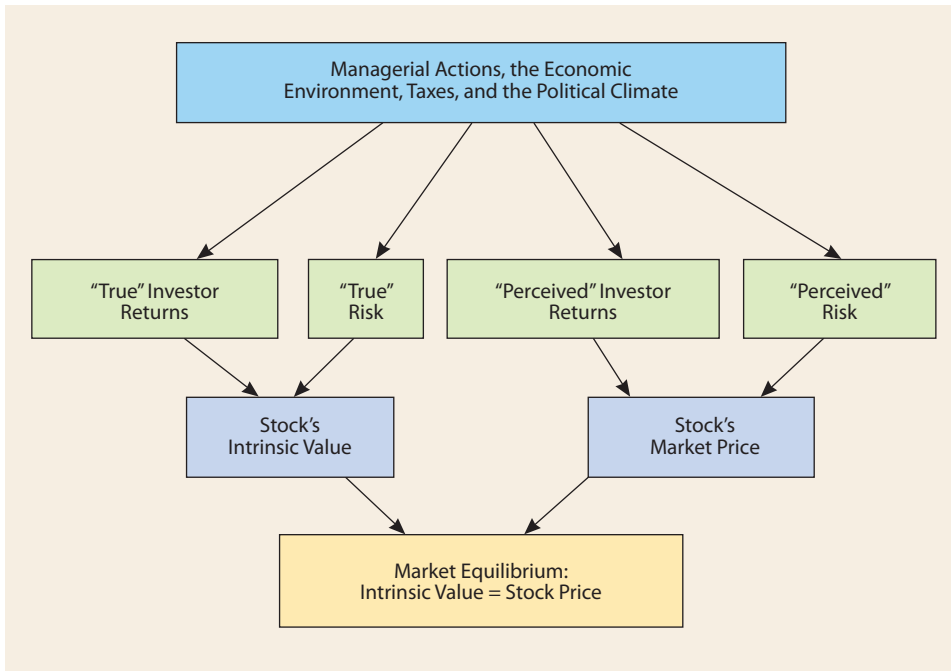 Managerial Actions, the Economic
Environment, Taxes, and the Political Climate
“True” Investor
Returns
“True”
Risk
“Perceived” Investor
Returns
“Perceived”
Risk
Stock’s
Intrinsic Value
Stock’s
Market Price
Market Equilibrium:
Intrinsic Value = Stock Price